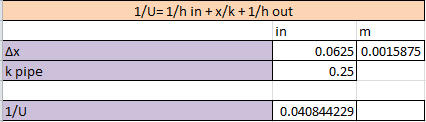 1/U= 1/h in + x/k + 1/h out
in m
Δx 0.0625 0.0015875
k pipe 0.25
1/U 0.040844229